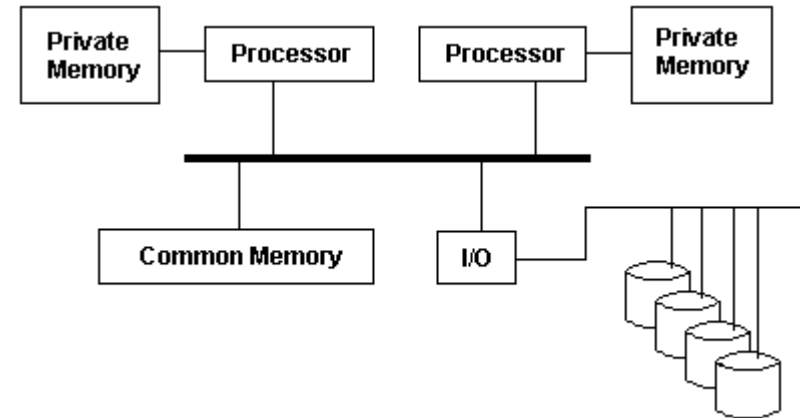 Private
Memory
Processor
Processor
Private
Memory
Common Memory
I/O